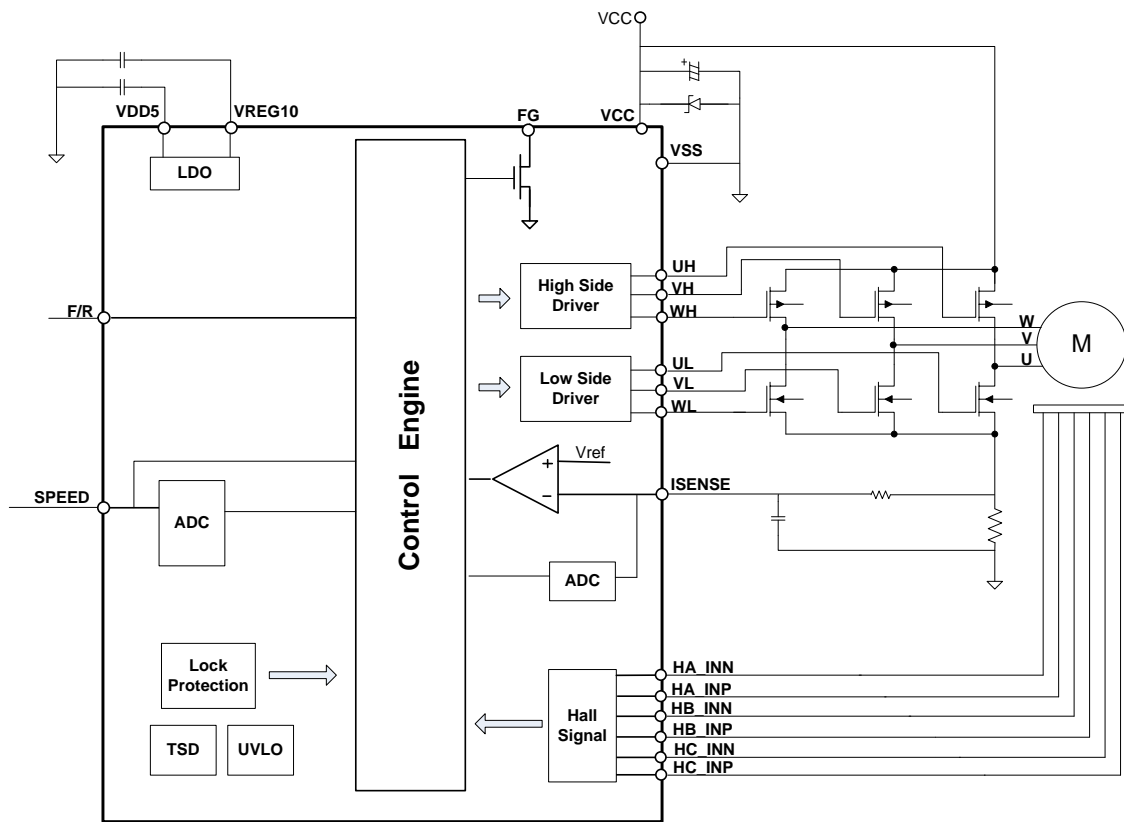 VCC
VDD5
VREG10
FG
VCC
VSS
LDO
UH
VH
WH
High Side
Driver
F/R
W
V
U
M
UL
VL
WL
Low Side
Driver
Control Engine
Vref
+
−
SPEED
ISENSE
ADC
ADC
Lock
Protection
Hall
Signal
HA_INN
HA_INP
HB_INN
HB_INP
HC_INN
HC_INP
TSD
UVLO